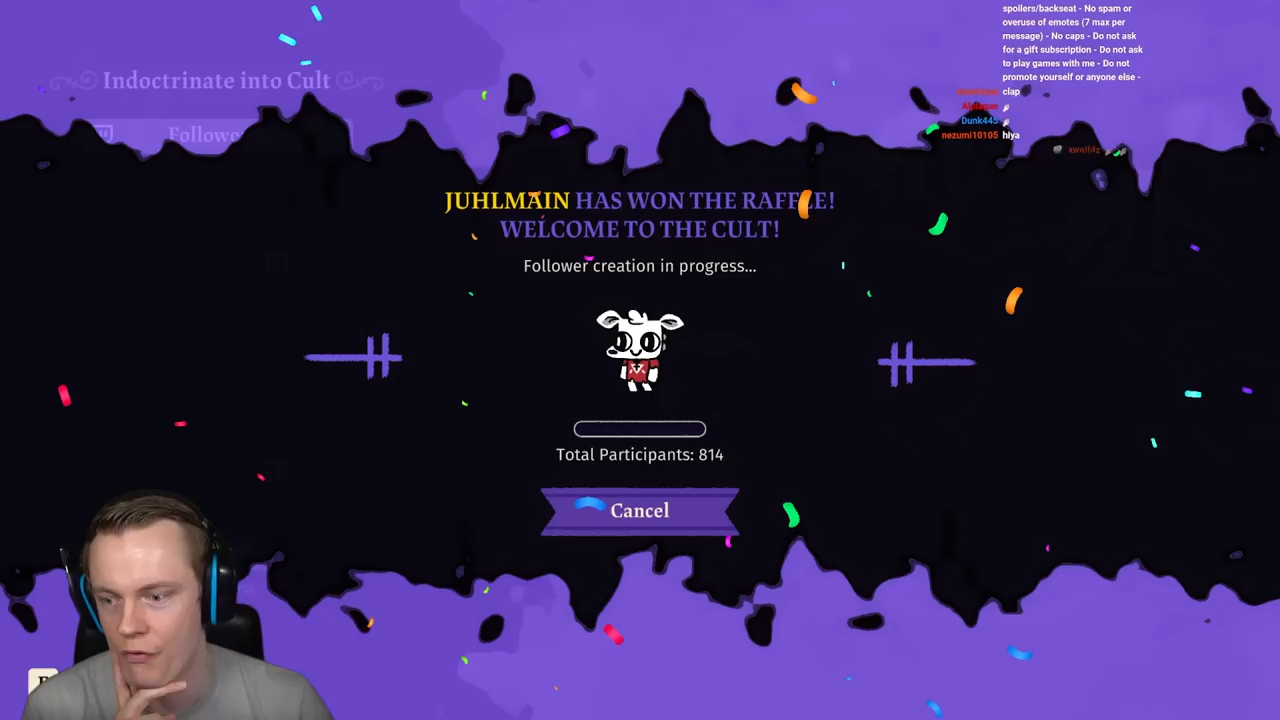 spoilers/backseat - No spam or
overuse of emotes (7 max per
message) - No caps - Do not ask
for a gift subscription - Do not ask
to play games with me - Do not
promote yourself or anyone else -
clap
Dunk445
nezumi10105 hiya
Indoctrinate into Cult
Follower
JUHLMAIN HAS WON THE RAFFLE!
WELCOME TO THE CULT!
Follower creation in progress...
Total Participants: 814
Cancel